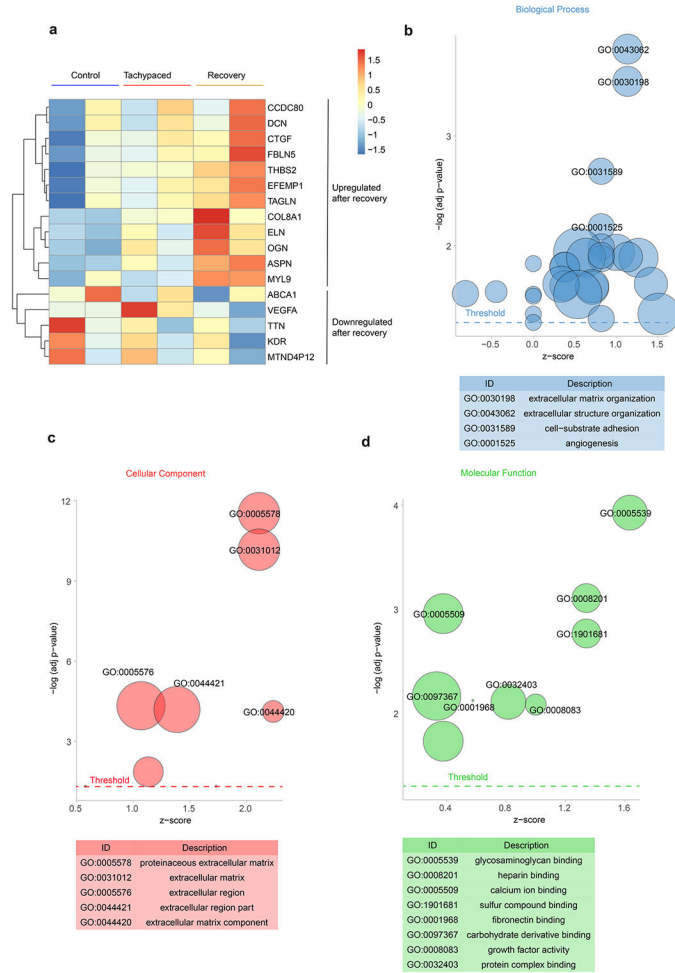 a
Control Tachypaced Recovery
1.5
1
0.5
0
−0.5
−1
−1.5
CCDC80
DCN
CTGF
FBLN5
THBS2
EFEMP1
TAGLN
COL8A1
ELN
OGN
ASPN
MYL9
ABCA1
VEGFA
TTN
KDR
MTND4P12
Upregulated
after recovery
Downregulated
after recovery
b
Biological Process
GO:0043062
GO:0030198
GO:0031589
GO:0001525
Threshold
−log (adj p−value)
3
2
−0.5 0.0 0.5 1.0 1.5
z−score
ID Description
GO:0030198 extracellular matrix organization
GO:0043062 extracellular structure organization
GO:0031589 cell−substrate adhesion
GO:0001525 angiogenesis
c
Cellular Component
12
9
6
3
−log (adj p−value)
GO:0005578
GO:0031012
GO:0005576
GO:0044421
GO:0044420
Threshold
0.5 1.0 1.5 2.0
z−score
ID Description
GO:0005578 proteinaceous extracellular matrix
GO:0031012 extracellular matrix
GO:0005576 extracellular region
GO:0044421 extracellular region part
GO:0044420 extracellular matrix component
d
Molecular Function
4
3
2
−log (adj p−value)
GO:0005539
GO:0008201
GO:0005509
GO:1901681
GO:0032403
GO:0097367
GO:0001968
GO:0008083
Threshold
0.4 0.8 1.2 1.6
z−score
ID Description
GO:0005539 glycosaminoglycan binding
GO:0008201 heparin binding
GO:0005509 calcium ion binding
GO:1901681 sulfur compound binding
GO:0001968 fibronectin binding
GO:0097367 carbohydrate derivative binding
GO:0008083 growth factor activity
GO:0032403 protein complex binding